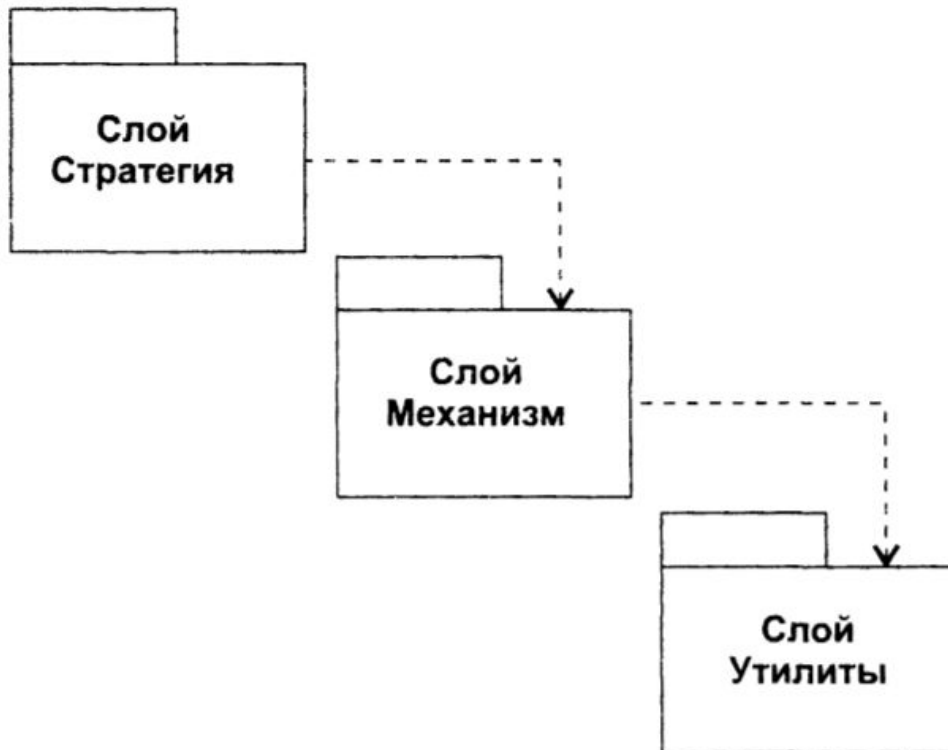 Слой
Стратегия
Слой
Механизм
Слой
Утилиты